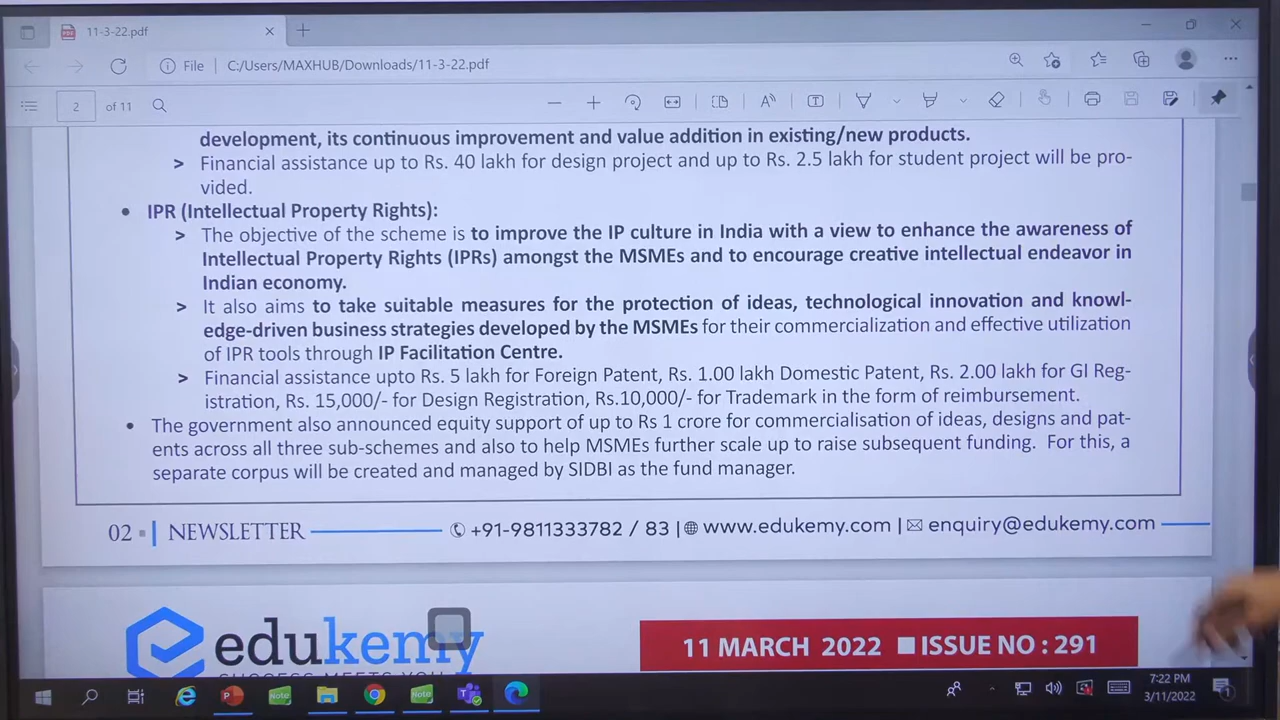 11-3-22.pdf
File C:/Users/MAXHUB/Downloads/11-3-22.pdf
2 of 11
development, its continuous improvement and value addition in existing/new products.
> Financial assistance up to Rs. 40 lakh for design project and up to Rs. 2.5 lakh for student project will be pro-
vided.
• IPR (Intellectual Property Rights):
> The objective of the scheme is to improve the IP culture in India with a view to enhance the awareness of
Intellectual Property Rights (IPRs) amongst the MSMEs and to encourage creative intellectual endeavor in
Indian economy.
> It also aims to take suitable measures for the protection of ideas, technological innovation and knowl-
edge-driven business strategies developed by the MSMEs for their commercialization and effective utilization
of IPR tools through IP Facilitation Centre.
> Financial assistance upto Rs. 5 lakh for Foreign Patent, Rs. 1.00 lakh Domestic Patent, Rs. 2.00 lakh for GI Reg-
istration, Rs. 15,000/- for Design Registration, Rs.10,000/- for Trademark in the form of reimbursement.
• The government also announced equity support of up to Rs 1 crore for commercialisation of ideas, designs and pat-
ents across all three sub-schemes and also to help MSMEs further scale up to raise subsequent funding. For this, a
separate corpus will be created and managed by SIDBI as the fund manager.
02 ▪ | NEWSLETTER +91-9811333782 / 83 | www.edukemy.com | enquiry@edukemy.com
edukemy
11 MARCH 2022 ■ ISSUE NO : 291
Note Note
7:22 PM
3/11/2022